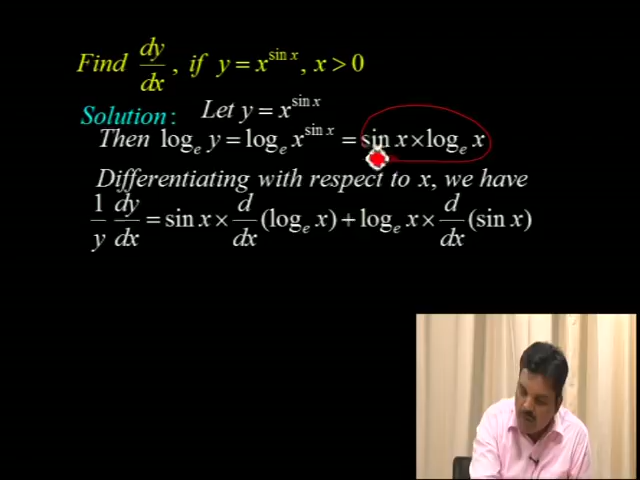 Find dy/dx, if y = x^sin x, x > 0
Solution: Let y = x^sin x
Then log_e y = log_e x^sin x = sin x × log_e x
Differentiating with respect to x, we have
1/y dy/dx = sin x × d/dx (log_e x) + log_e x × d/dx (sin x)